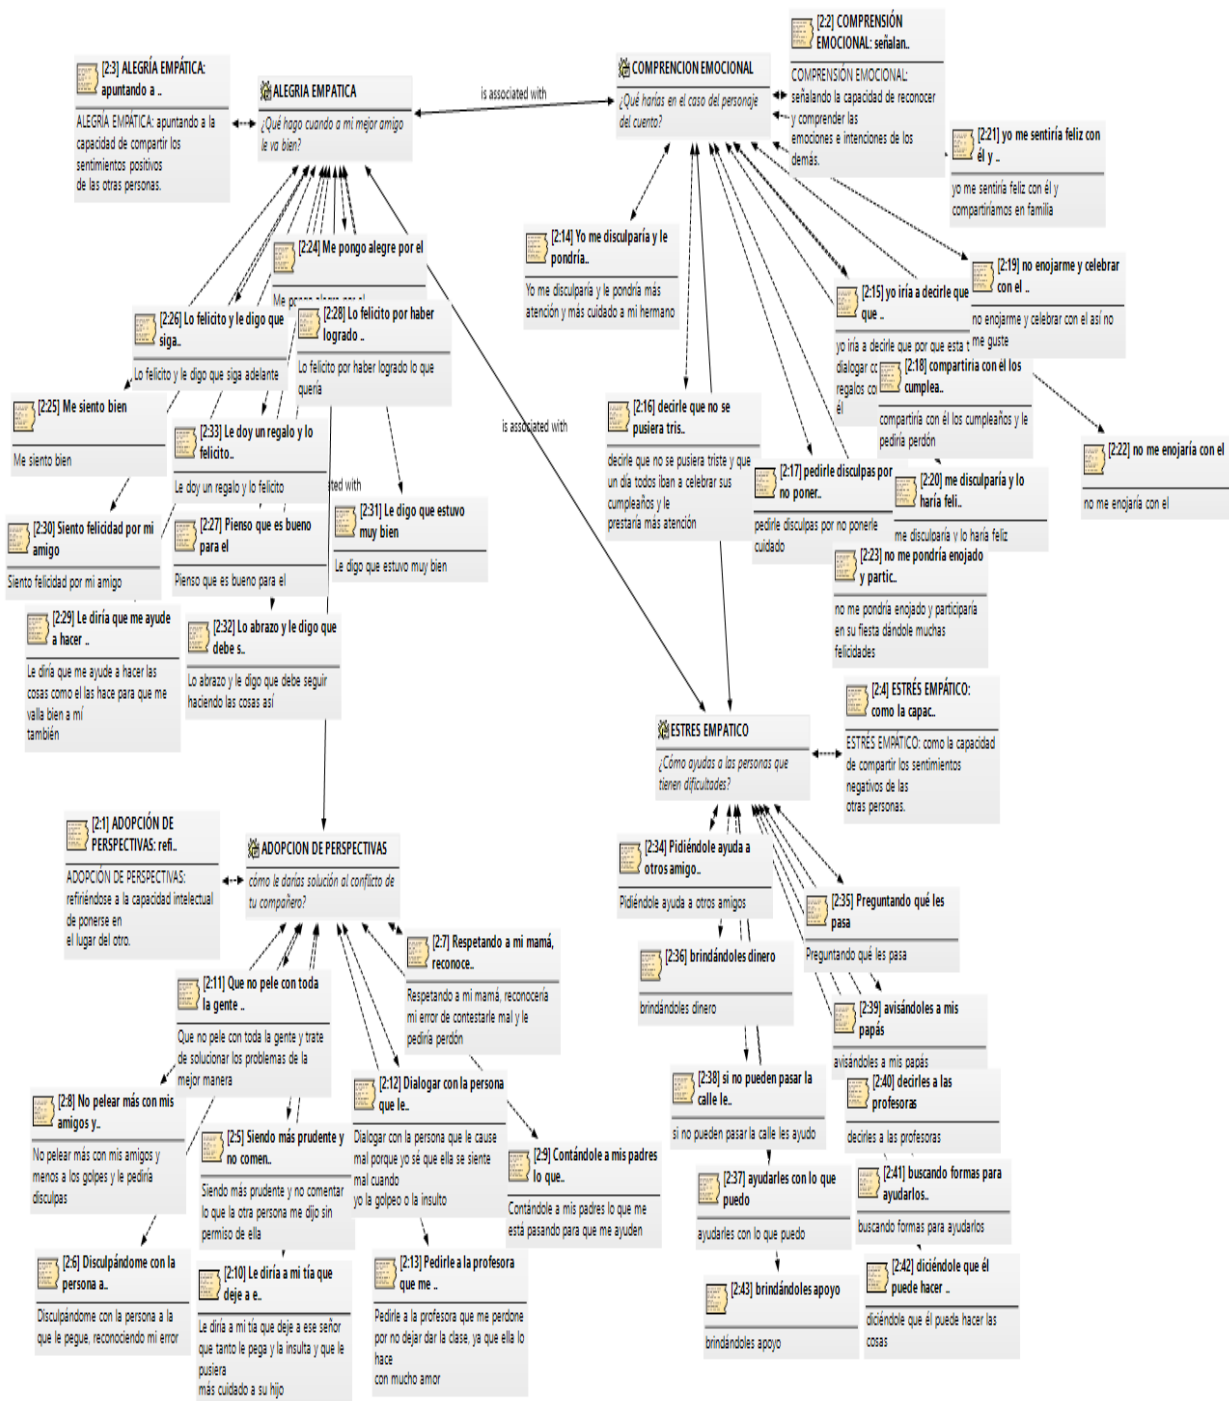 [2:2] COMPRENSIÓN
EMOCIONAL: señalan..
COMPRENSIÓN EMOCIONAL:
señalando la capacidad de reconocer
y comprender las
emociones e intenciones de los
demás.
[2:3] ALEGRÍA EMPÁTICA:
apuntando a ..
ALEGRÍA EMPÁTICA: apuntando a la
capacidad de compartir los
sentimientos positivos
de las otras personas.
ALEGRIA EMPATICA
¿Qué hago cuando a mi mejor amigo
le va bien?
is associated with
COMPRENCION EMOCIONAL
¿Qué harías en el caso del personaje
del cuento?
[2:21] yo me sentiría feliz con
él y ..
yo me sentiría feliz con él y
compartiríamos en familia
[2:24] Me pongo alegre por el
[2:14] Yo me disculparía y le
pondría..
Yo me disculparía y le pondría más
atención y más cuidado a mi hermano
[2:19] no enojarme y celebrar
con el ..
no enojarme y celebrar con el así no
me guste
[2:15] yo iría a decirle que
que ..
yo iría a decirle que por que esta t
dialogar co
regalos co
él
[2:26] Lo felicito y le digo que
siga..
Lo felicito y le digo que siga adelante
[2:28] Lo felicito por haber
logrado ..
Lo felicito por haber logrado lo que
quería
[2:18] compartiria con él los
cumplea..
compartiría con él los cumpleaños y le
pediría perdón
[2:25] Me siento bien
Me siento bien
[2:33] Le doy un regalo y lo
felicito..
Le doy un regalo y lo felicito
is associated with
[2:16] decirle que no se
pusiera tris..
decirle que no se pusiera triste y que
un día todos iban a celebrar sus
cumpleaños y le
prestaría más atención
[2:22] no me enojaría con el
no me enojaría con el
[2:17] pedirle disculpas por
no poner..
pedirle disculpas por no ponerle
cuidado
[2:20] me disculparía y lo
haría feli..
me disculparía y lo haría feliz
ated with
[2:30] Siento felicidad por mi
amigo
Siento felicidad por mi amigo
[2:27] Pienso que es bueno
para el
Pienso que es bueno para el
[2:31] Le digo que estuvo
muy bien
Le digo que estuvo muy bien
[2:23] no me pondría enojado
y partic..
no me pondría enojado y participaría
en su fiesta dándole muchas
felicidades
[2:29] Le diría que me ayude
a hacer ..
Le diría que me ayude a hacer las
cosas como el las hace para que me
valla bien a mí
también
[2:32] Lo abrazo y le digo que
debe s..
Lo abrazo y le digo que debe seguir
haciendo las cosas así
[2:4] ESTRÉS EMPÁTICO:
como la capac..
ESTRÉS EMPÁTICO: como la capacidad
de compartir los sentimientos
negativos de las
otras personas.
ESTRES EMPATICO
¿Cómo ayudas a las personas que
tienen dificultades?
[2:1] ADOPCIÓN DE
PERSPECTIVAS: refi..
ADOPCIÓN DE PERSPECTIVAS:
refiriéndose a la capacidad intelectual
de ponerse en
el lugar del otro.
ADOPCION DE PERSPECTIVAS
cómo le darías solución al conflicto de
tu compañero?
[2:34] Pidiéndole ayuda a
otros amigo..
Pidiéndole ayuda a otros amigos
[2:35] Preguntando qué les
pasa
Preguntando qué les pasa
[2:7] Respetando a mi mamá,
reconoce..
Respetando a mi mamá, reconocería
mi error de contestarle mal y le
pediría perdón
[2:36] brindándoles dinero
brindándoles dinero
[2:11] Que no pele con toda
la gente ..
Que no pele con toda la gente y trate
de solucionar los problemas de la
mejor manera
[2:39] avisándoles a mis
papás
avisándoles a mis papás
[2:38] si no pueden pasar la
calle le..
si no pueden pasar la calle les ayudo
[2:40] decirles a las
profesoras
decirles a las profesoras
[2:8] No pelear más con mis
amigos y..
No pelear más con mis amigos y
menos a los golpes y le pediría
disculpas
[2:12] Dialogar con la persona
que le..
Dialogar con la persona que le cause
mal porque yo sé que ella se siente
mal cuando
yo la golpeo o la insulto
[2:5] Siendo más prudente y
no comen..
Siendo más prudente y no comentar
lo que la otra persona me dijo sin
permiso de ella
[2:9] Contándole a mis padres
lo que..
Contándole a mis padres lo que me
está pasando para que me ayuden
[2:37] ayudarles con lo que
puedo
ayudarles con lo que puedo
[2:41] buscando formas para
ayudarlos..
buscando formas para ayudarlos
[2:6] Disculpándome con la
persona a..
Disculpándome con la persona a la
que le pegue, reconociendo mi error
[2:10] Le diría a mi tía que
deje a e..
Le diría a mi tía que deje a ese señor
que tanto le pega y la insulta y que le
pusiera
más cuidado a su hijo
[2:13] Pedirle a la profesora
que me ..
Pedirle a la profesora que me perdone
por no dejar dar la clase, ya que ella lo
hace
con mucho amor
[2:43] brindándoles apoyo
brindándoles apoyo
[2:42] diciéndole que él
puede hacer ..
diciéndole que él puede hacer las
cosas